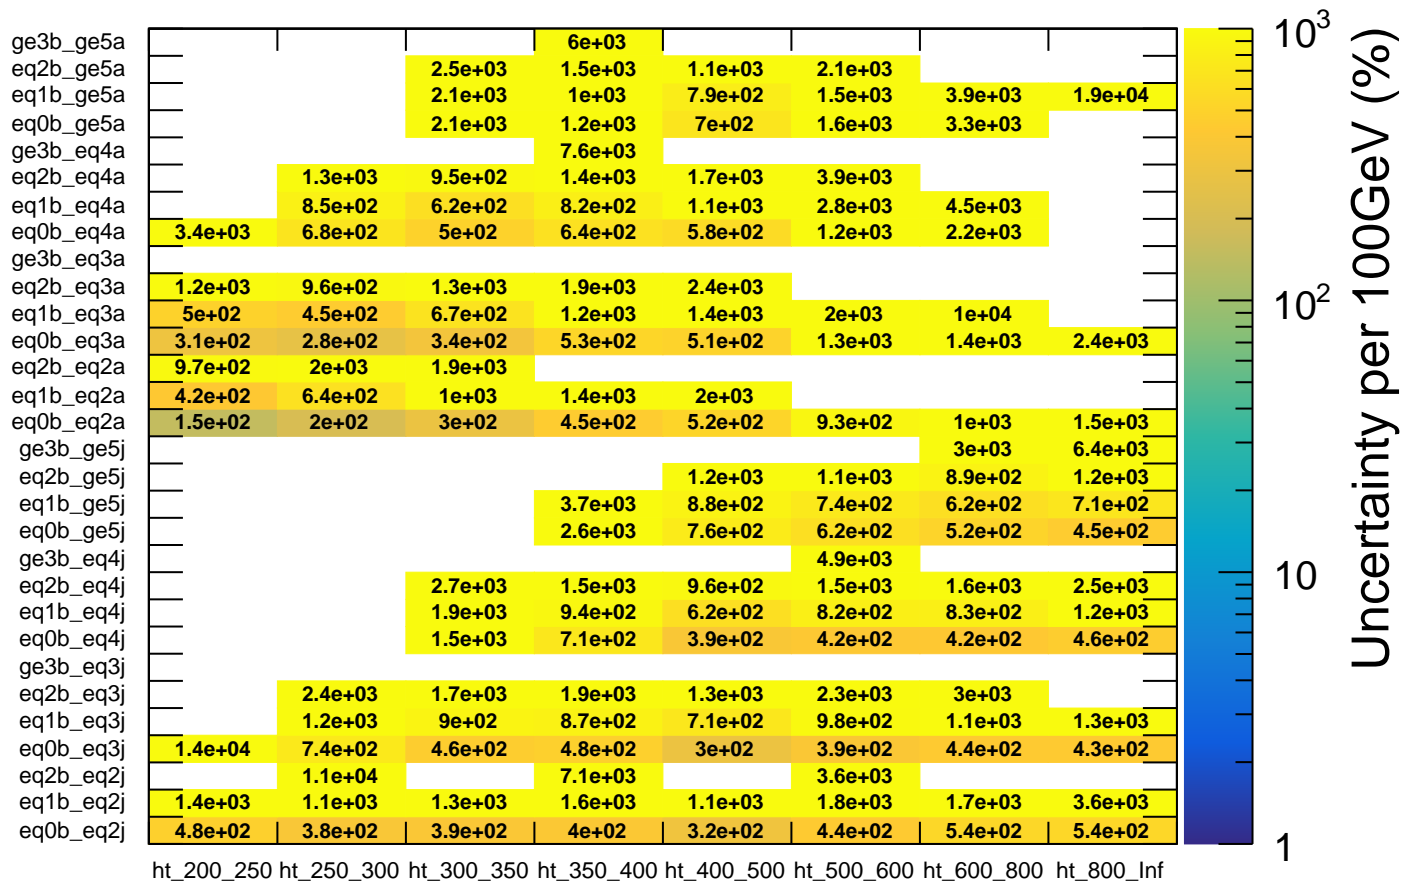 ge3b_ge5a 6e+03
eq2b_ge5a 2.5e+03 1.5e+03 1.1e+03 2.1e+03
eq1b_ge5a 2.1e+03 1e+03 7.9e+02 1.5e+03 3.9e+03 1.9e+04
eq0b_ge5a 2.1e+03 1.2e+03 7e+02 1.6e+03 3.3e+03
ge3b_eq4a 7.6e+03
eq2b_eq4a 1.3e+03 9.5e+02 1.4e+03 1.7e+03 3.9e+03
eq1b_eq4a 8.5e+02 6.2e+02 8.2e+02 1.1e+03 2.8e+03 4.5e+03
eq0b_eq4a 3.4e+03 6.8e+02 5e+02 6.4e+02 5.8e+02 1.2e+03 2.2e+03
ge3b_eq3a
eq2b_eq3a 1.2e+03 9.6e+02 1.3e+03 1.9e+03 2.4e+03
eq1b_eq3a 5e+02 4.5e+02 6.7e+02 1.2e+03 1.4e+03 2e+03 1e+04
eq0b_eq3a 3.1e+02 2.8e+02 3.4e+02 5.3e+02 5.1e+02 1.3e+03 1.4e+03 2.4e+03
eq2b_eq2a 9.7e+02 2e+03 1.9e+03
eq1b_eq2a 4.2e+02 6.4e+02 1e+03 1.4e+03 2e+03
eq0b_eq2a 1.5e+02 2e+02 3e+02 4.5e+02 5.2e+02 9.3e+02 1e+03 1.5e+03
ge3b_ge5j 3e+03 6.4e+03
eq2b_ge5j 1.2e+03 1.1e+03 8.9e+02 1.2e+03
eq1b_ge5j 3.7e+03 8.8e+02 7.4e+02 6.2e+02 7.1e+02
eq0b_ge5j 2.6e+03 7.6e+02 6.2e+02 5.2e+02 4.5e+02
ge3b_eq4j 4.9e+03
eq2b_eq4j 2.7e+03 1.5e+03 9.6e+02 1.5e+03 1.6e+03 2.5e+03
eq1b_eq4j 1.9e+03 9.4e+02 6.2e+02 8.2e+02 8.3e+02 1.2e+03
eq0b_eq4j 1.5e+03 7.1e+02 3.9e+02 4.2e+02 4.2e+02 4.6e+02
ge3b_eq3j
eq2b_eq3j 2.4e+03 1.7e+03 1.9e+03 1.3e+03 2.3e+03 3e+03
eq1b_eq3j 1.2e+03 9e+02 8.7e+02 7.1e+02 9.8e+02 1.1e+03 1.3e+03
eq0b_eq3j 1.4e+04 7.4e+02 4.6e+02 4.8e+02 3e+02 3.9e+02 4.4e+02 4.3e+02
eq2b_eq2j 1.1e+04 7.1e+03 3.6e+03
eq1b_eq2j 1.4e+03 1.1e+03 1.3e+03 1.6e+03 1.1e+03 1.8e+03 1.7e+03 3.6e+03
eq0b_eq2j 4.8e+02 3.8e+02 3.9e+02 4e+02 3.2e+02 4.4e+02 5.4e+02 5.4e+02
ht_200_250 ht_250_300 ht_300_350 ht_350_400 ht_400_500 ht_500_600 ht_600_800 ht_800_Inf
10³
10²
10
1
Uncertainty per 100GeV (%)